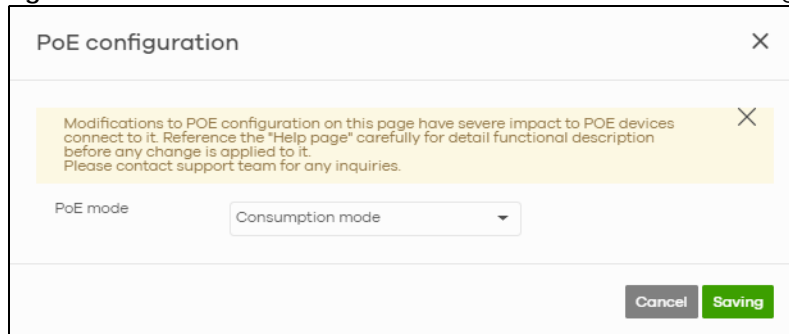 PoE configuration
Modifications to POE configuration on this page have severe impact to POE devices
connect to it. Reference the "Help page" carefully for detail functional description
before any change is applied to it.
Please contact support team for any inquiries.
PoE mode
Consumption mode
Cancel
Saving